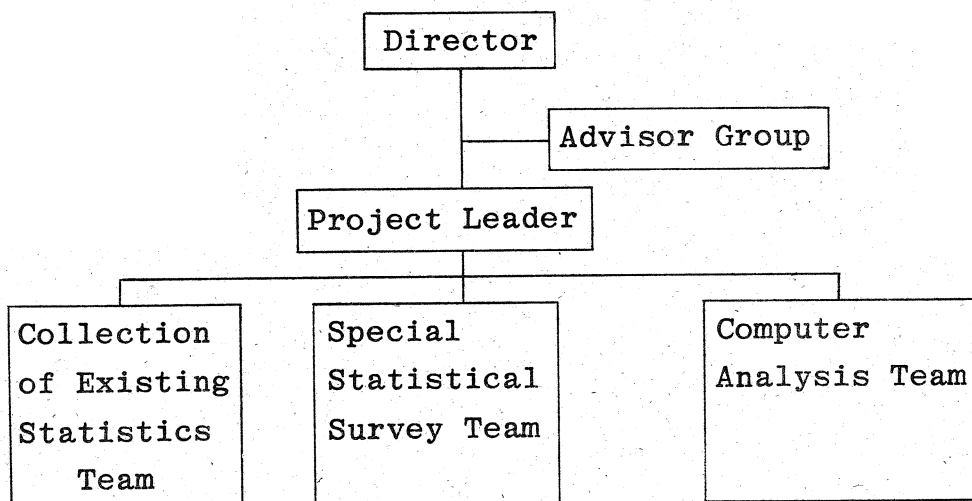 Director
Advisor Group
Project Leader
Collection
of Existing
Statistics
Team
Special
Statistical
Survey Team
Computer
Analysis Team